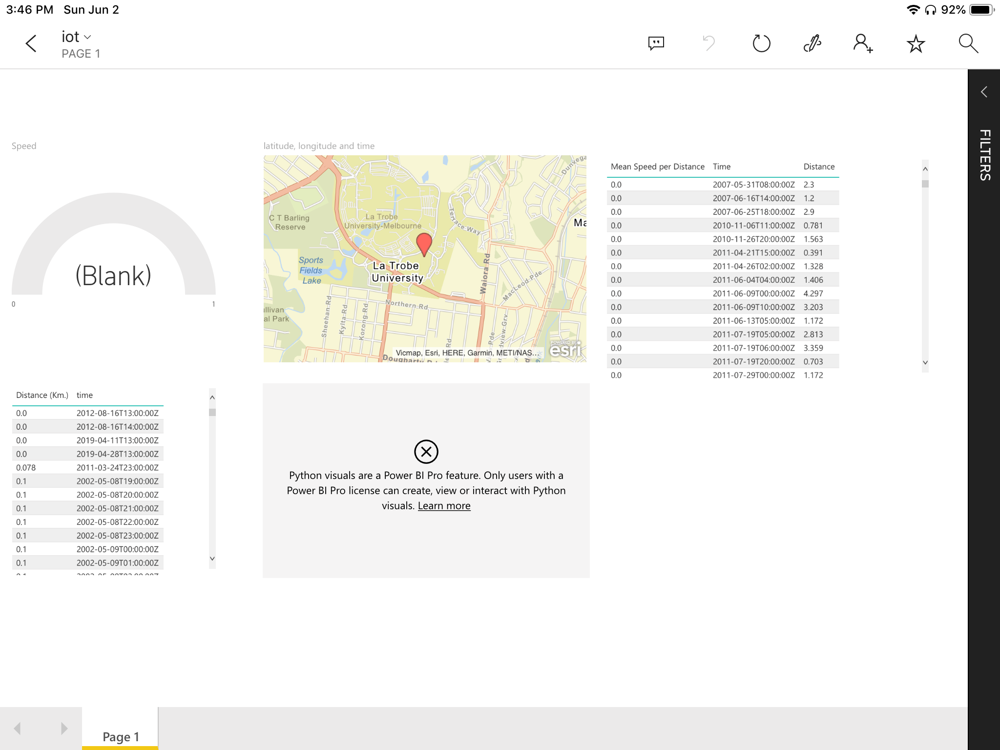 3:46 PM Sun Jun 2
92%
iot
PAGE 1
FILTERS
Speed
(Blank)
0
1
latitude, longitude and time
Dunvega
C T Barling
Reserve
La Trobe
University-Melbourne
Terrace Way
Ma
Sports
Fields
Lake
La Trobe
University
Waiora Rd
MacLeod Pde
Northern Rd
Sheehan Rd
Kylta Rd
Korong Rd
al Park
Vicmap, Esri, HERE, Garmin, METI/NAS...
POWERED BY
esri
Mean Speed per Distance Time Distance
0.0 2007-05-31T08:00:00Z 2.3
0.0 2007-06-16T14:00:00Z 1.2
0.0 2007-06-25T18:00:00Z 2.9
0.0 2010-11-06T11:00:00Z 0.781
0.0 2010-11-26T20:00:00Z 1.563
0.0 2011-04-21T15:00:00Z 0.391
0.0 2011-04-26T02:00:00Z 1.328
0.0 2011-06-04T04:00:00Z 1.406
0.0 2011-06-09T00:00:00Z 4.297
0.0 2011-06-09T10:00:00Z 3.203
0.0 2011-06-13T05:00:00Z 1.172
0.0 2011-07-19T05:00:00Z 2.813
0.0 2011-07-19T06:00:00Z 3.359
0.0 2011-07-19T20:00:00Z 0.703
0.0 2011-07-29T00:00:00Z 1.172
Distance (Km.) time
0.0 2012-08-16T13:00:00Z
0.0 2012-08-16T14:00:00Z
0.0 2019-04-11T13:00:00Z
0.0 2019-04-28T13:00:00Z
0.078 2011-03-24T23:00:00Z
0.1 2002-05-08T19:00:00Z
0.1 2002-05-08T20:00:00Z
0.1 2002-05-08T21:00:00Z
0.1 2002-05-08T22:00:00Z
0.1 2002-05-08T23:00:00Z
0.1 2002-05-09T00:00:00Z
0.1 2002-05-09T01:00:00Z
Python visuals are a Power BI Pro feature. Only users with a
Power BI Pro license can create, view or interact with Python
visuals. Learn more
Page 1